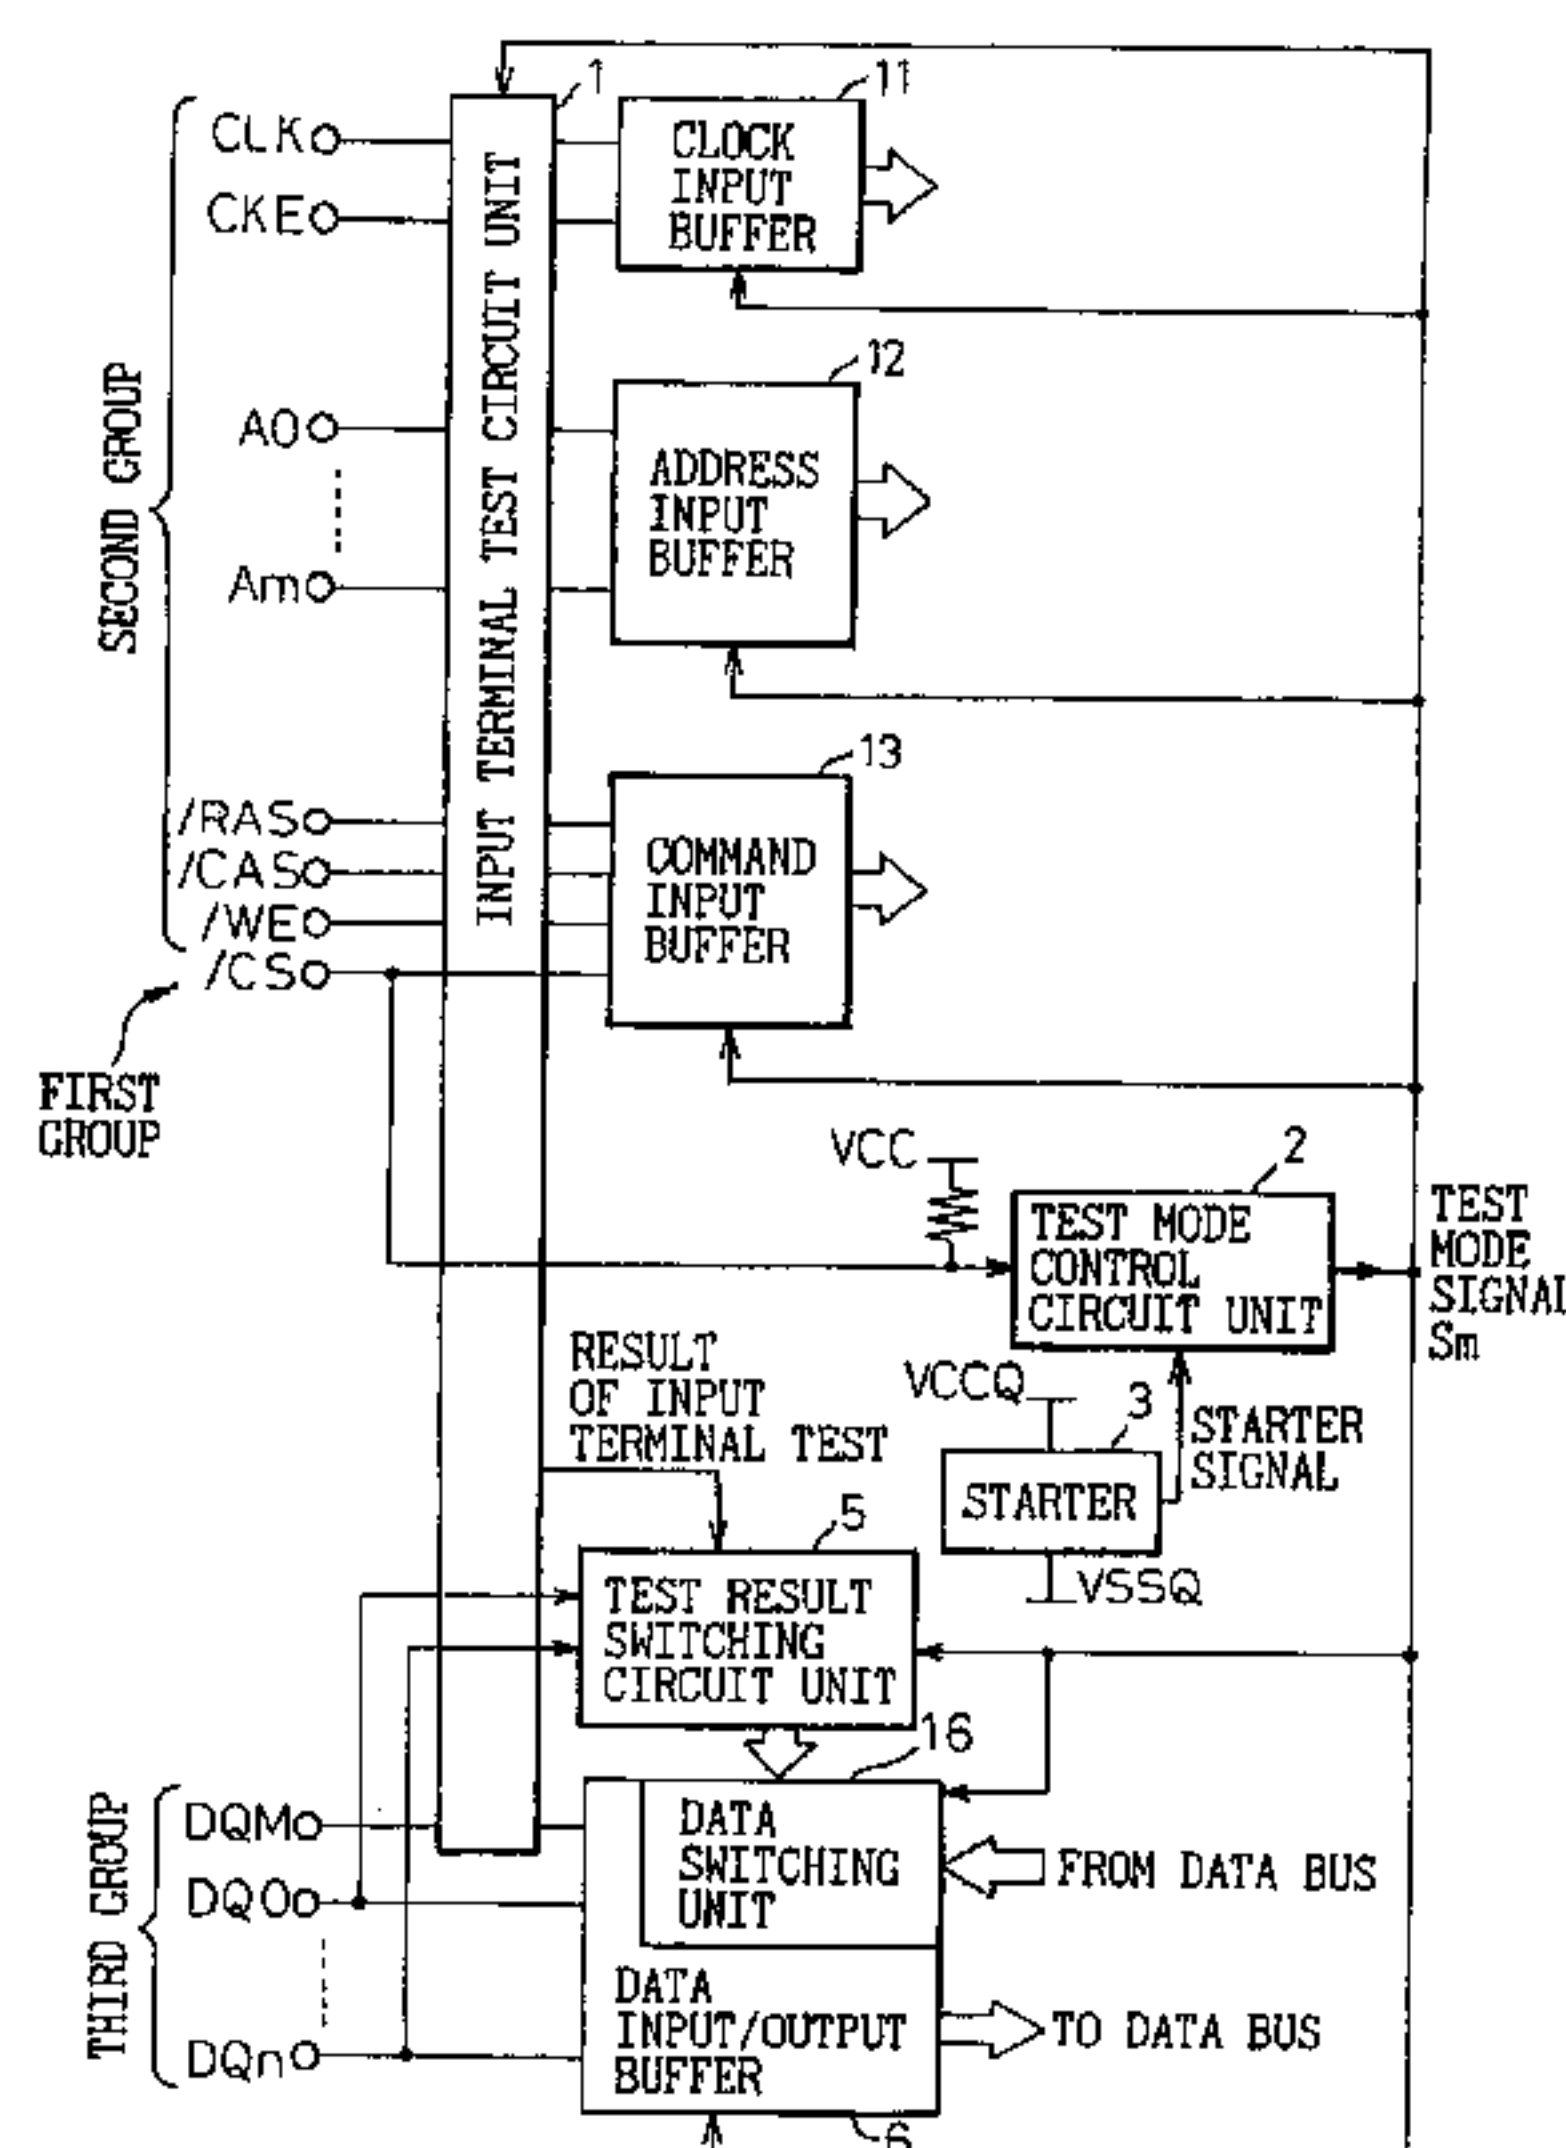 1
11
CLK
CLOCK
INPUT
BUFFER
CKE
INPUT TERMINAL TEST CIRCUIT UNIT
12
SECOND GROUP
A0
ADDRESS
INPUT
BUFFER
Am
13
/RAS
/CAS
/WE
/CS
COMMAND
INPUT
BUFFER
FIRST
GROUP
VCC
2
TEST MODE
CONTROL
CIRCUIT UNIT
TEST
MODE
SIGNAL
Sm
RESULT
OF INPUT
TERMINAL TEST
VCCQ
3
STARTER
SIGNAL
STARTER
VSSQ
5
TEST RESULT
SWITCHING
CIRCUIT UNIT
16
THIRD GROUP
DQM
DQ0
DQn
DATA
SWITCHING
UNIT
FROM DATA BUS
DATA
INPUT/OUTPUT
BUFFER
TO DATA BUS
6